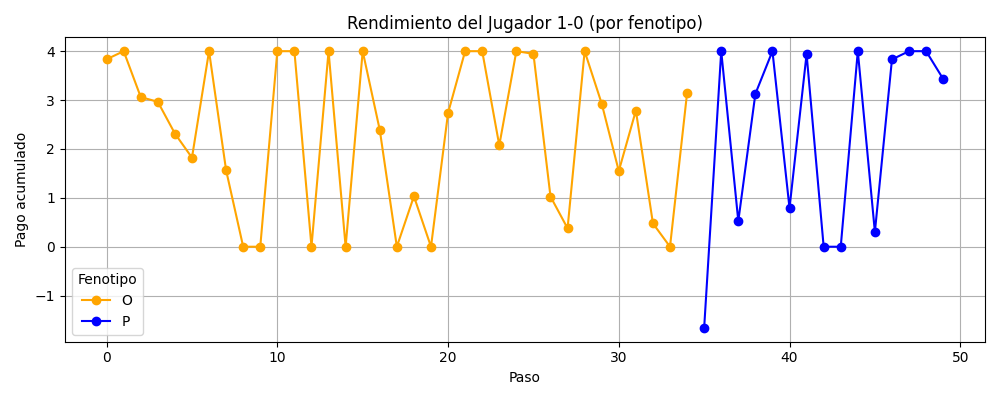 Rendimiento del Jugador 1-0 (por fenotipo)
Pago acumulado
4
3
2
1
0
−1
Fenotipo
O
P
0 10 20 30 40 50
Paso